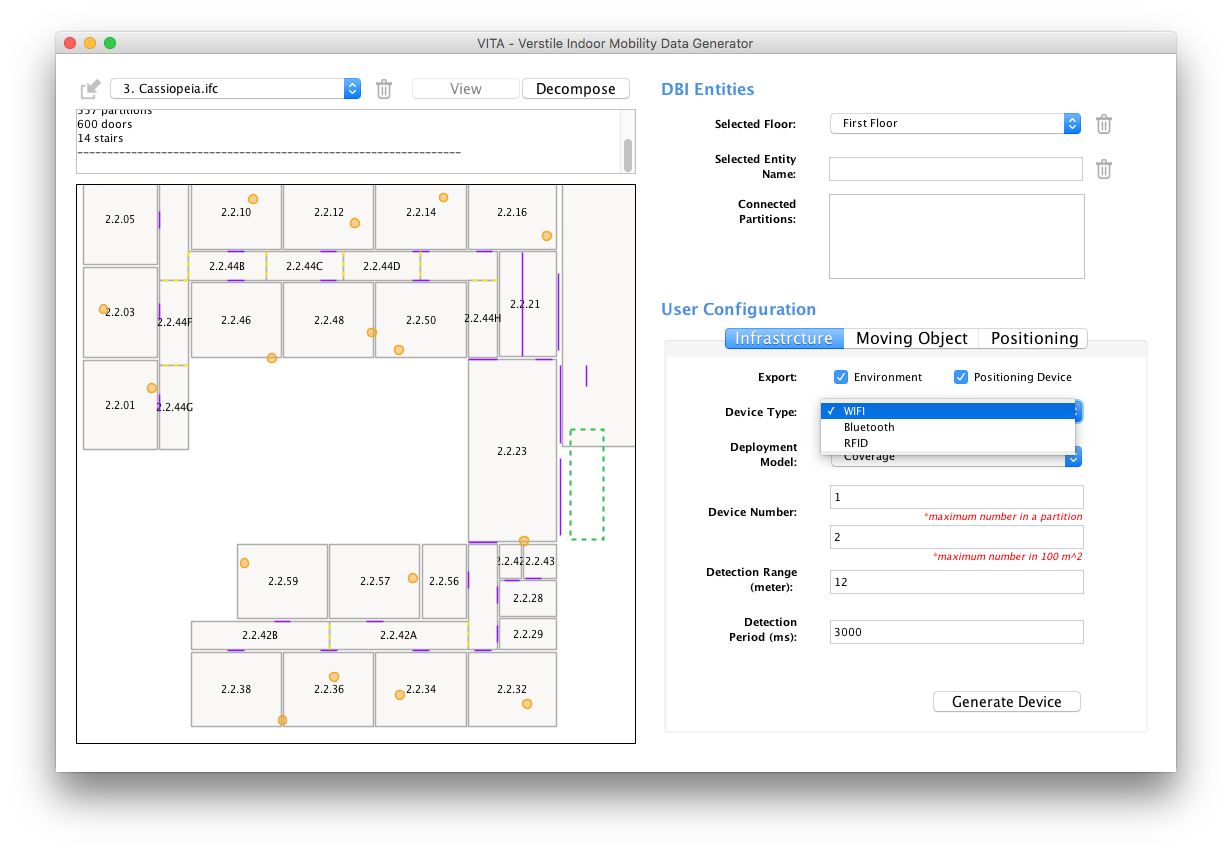 VITA - Verstile Indoor Mobility Data Generator
3. Cassiopeia.ifc
View
Decompose
partitions
600 doors
14 stairs
----------------------------------------------------------------
2.2.05
2.2.10
2.2.12
2.2.14
2.2.16
2.2.44B
2.2.44C
2.2.44D
2.2.03
2.2.44F
2.2.46
2.2.48
2.2.50
2.2.44H
2.2.21
2.2.01
2.2.44G
2.2.23
2.2.59
2.2.57
2.2.56
2.2.42
2.2.43
2.2.28
2.2.42B
2.2.42A
2.2.29
2.2.38
2.2.36
2.2.34
2.2.32
DBI Entities
Selected Floor:
First Floor
Selected Entity
Name:
Connected
Partitions:
User Configuration
Infrastrcture
Moving Object
Positioning
Export:
Environment
Positioning Device
Device Type:
✓ WIFI
Bluetooth
RFID
Deployment
Model:
Coverage
Device Number:
1
*maximum number in a partition
2
*maximum number in 100 m^2
Detection Range
(meter):
12
Detection
Period (ms):
3000
Generate Device